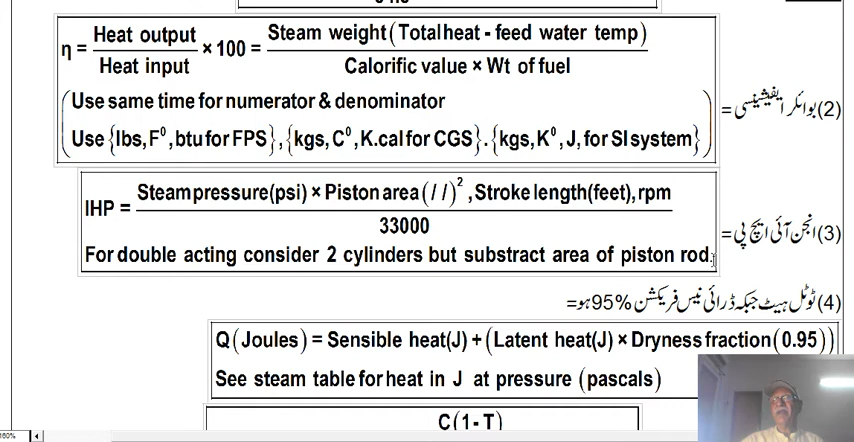 η = Heat output / Heat input × 100 = Steam weight ( Total heat - feed water temp ) / Calorific value × Wt of fuel
( Use same time for numerator & denominator
Use {lbs, F⁰, btu for FPS} , {kgs, C⁰, K.cal for CGS} . {kgs, K⁰, J, for SI system} )
(2) بوائلر ایفیشینسی =
IHP = Steam pressure (psi) × Piston area ( / / )² , Stroke length (feet), rpm / 33000
For double acting consider 2 cylinders but substract area of piston rod.
(3) انجن آئی ایچ پی =
(4) ٹوٹل ہیٹ جبکہ ڈرائی نیس فریکشن 95% ہو =
Q ( Joules ) = Sensible heat(J) + ( Latent heat(J) × Dryness fraction ( 0.95 ) )
See steam table for heat in J at pressure ( pascals )
C (1 - T)
160%